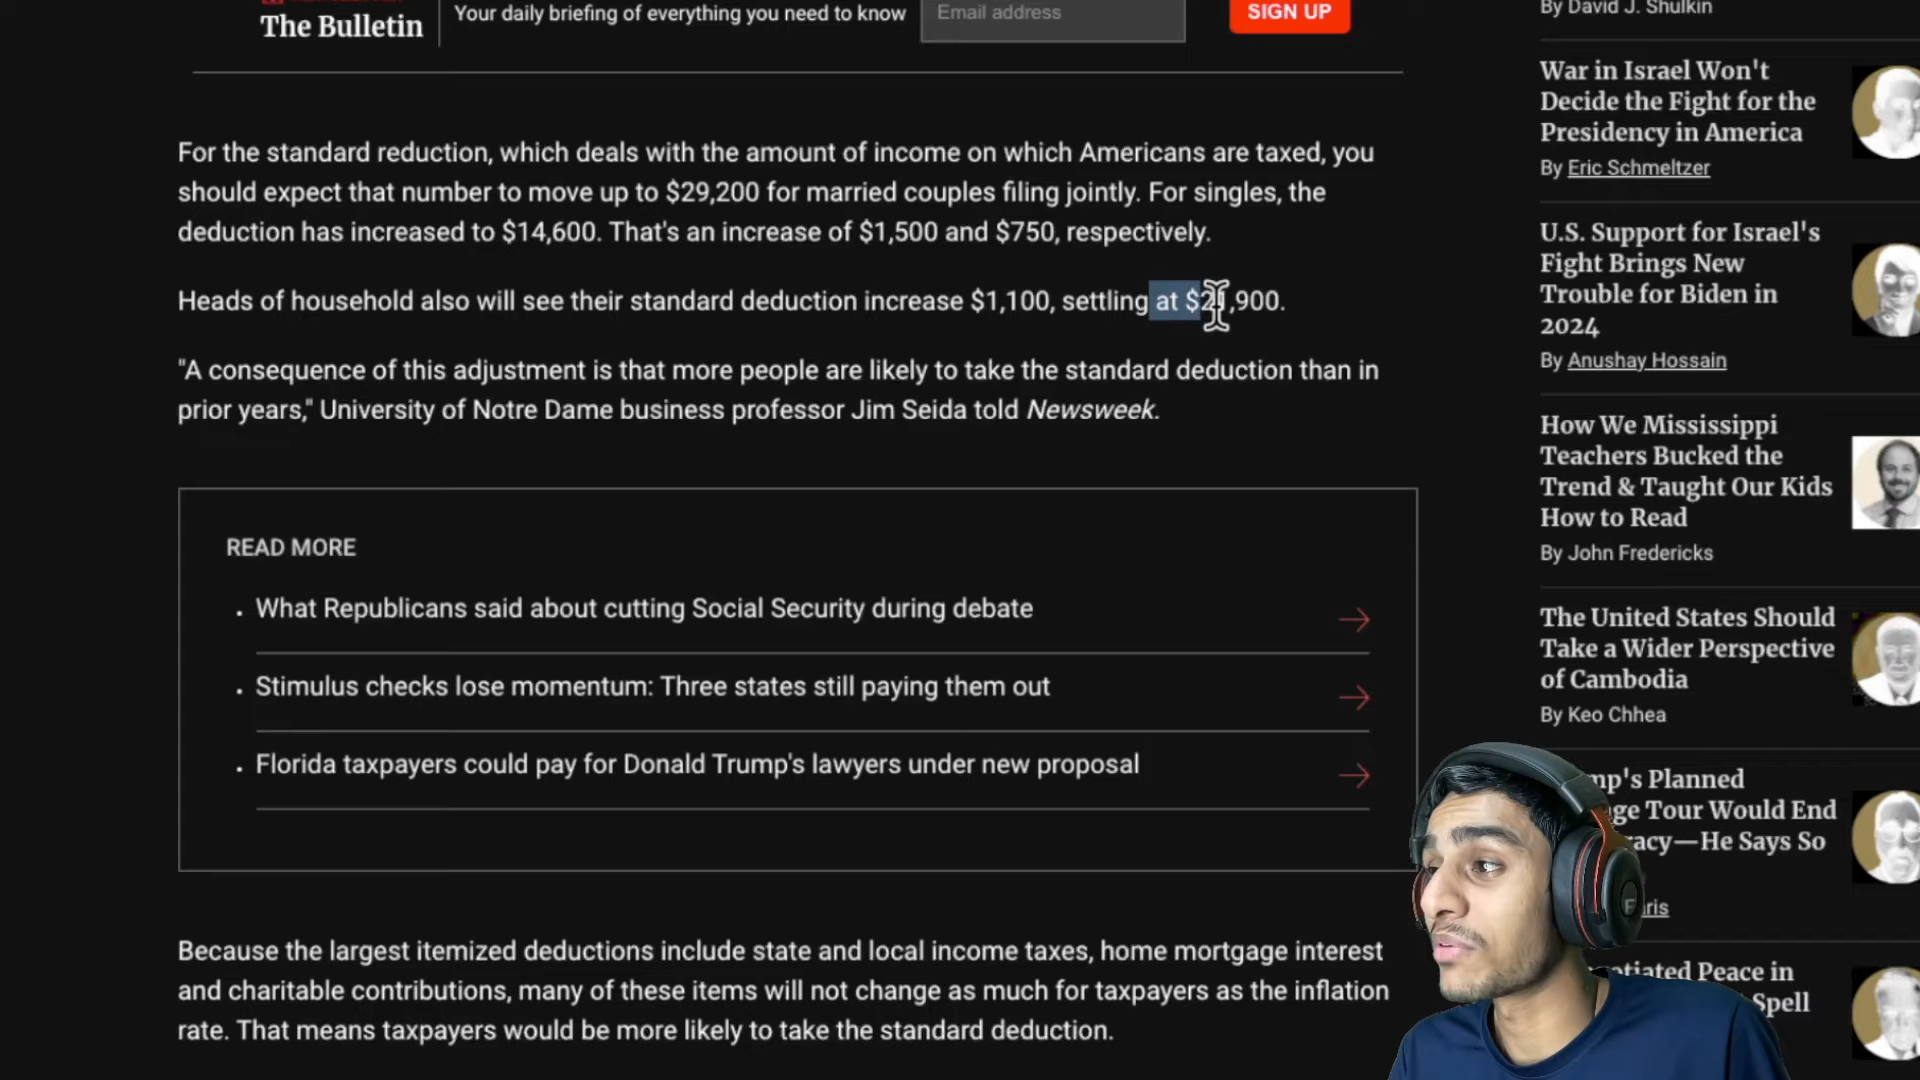 The Bulletin
Your daily briefing of everything you need to know
Email address
SIGN UP
For the standard reduction, which deals with the amount of income on which Americans are taxed, you
should expect that number to move up to $29,200 for married couples filing jointly. For singles, the
deduction has increased to $14,600. That's an increase of $1,500 and $750, respectively.
Heads of household also will see their standard deduction increase $1,100, settling at $21,900.
"A consequence of this adjustment is that more people are likely to take the standard deduction than in
prior years," University of Notre Dame business professor Jim Seida told Newsweek.
READ MORE
What Republicans said about cutting Social Security during debate
Stimulus checks lose momentum: Three states still paying them out
Florida taxpayers could pay for Donald Trump's lawyers under new proposal
Because the largest itemized deductions include state and local income taxes, home mortgage interest
and charitable contributions, many of these items will not change as much for taxpayers as the inflation
rate. That means taxpayers would be more likely to take the standard deduction.
By David J. Shulkin
War in Israel Won't
Decide the Fight for the
Presidency in America
By Eric Schmeltzer
U.S. Support for Israel's
Fight Brings New
Trouble for Biden in
2024
By Anushay Hossain
How We Mississippi
Teachers Bucked the
Trend & Taught Our Kids
How to Read
By John Fredericks
The United States Should
Take a Wider Perspective
of Cambodia
By Keo Chhea
Planned
Tour Would End
He Says So
Peace in
Spell